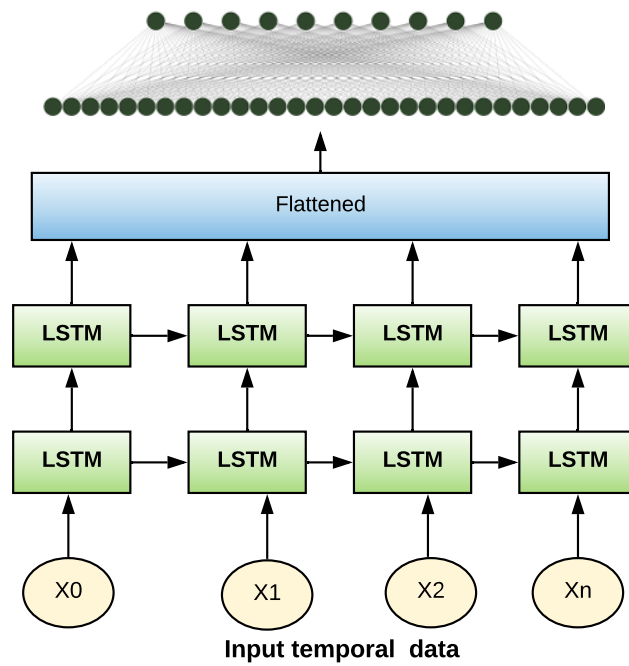 Flattened
LSTM LSTM LSTM LSTM
LSTM LSTM LSTM LSTM
X0 X1 X2 Xn
Input temporal data